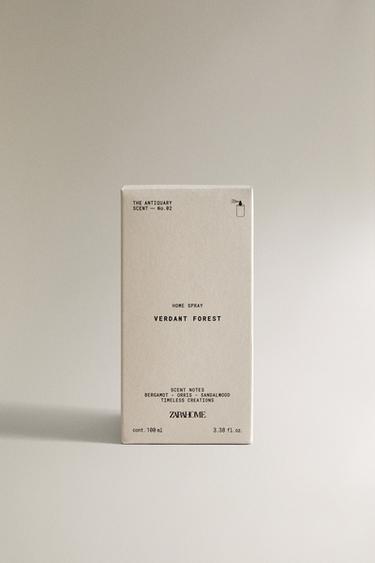 THE ANTIQUARY
SCENT — No.02
HOME SPRAY
VERDANT FOREST
SCENT NOTES
BERGAMOT - ORRIS - SANDALWOOD
TIMELESS CREATIONS
ZARAHOME
cont. 100 ml 3.38 fl.oz.